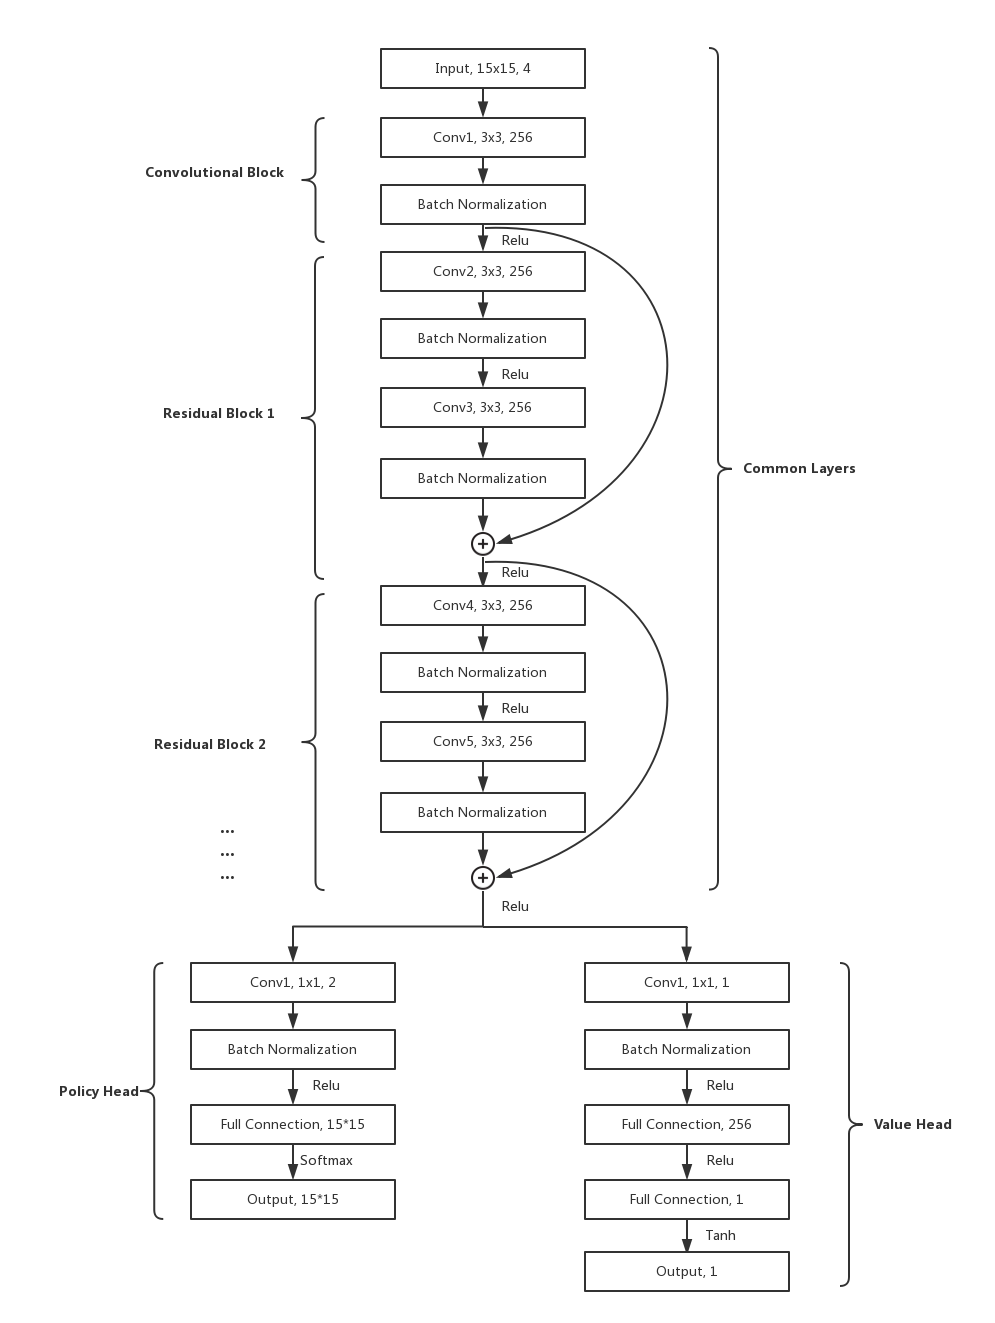 Input, 15x15, 4
Conv1, 3x3, 256
Convolutional Block
Batch Normalization
Relu
Conv2, 3x3, 256
Batch Normalization
Relu
Conv3, 3x3, 256
Residual Block 1
Common Layers
Batch Normalization
+
Relu
Conv4, 3x3, 256
Batch Normalization
Relu
Conv5, 3x3, 256
Residual Block 2
Batch Normalization
...
...
...
+
Relu
Conv1, 1x1, 2
Batch Normalization
Relu
Policy Head
Full Connection, 15*15
Softmax
Output, 15*15
Conv1, 1x1, 1
Batch Normalization
Relu
Full Connection, 256
Value Head
Relu
Full Connection, 1
Tanh
Output, 1